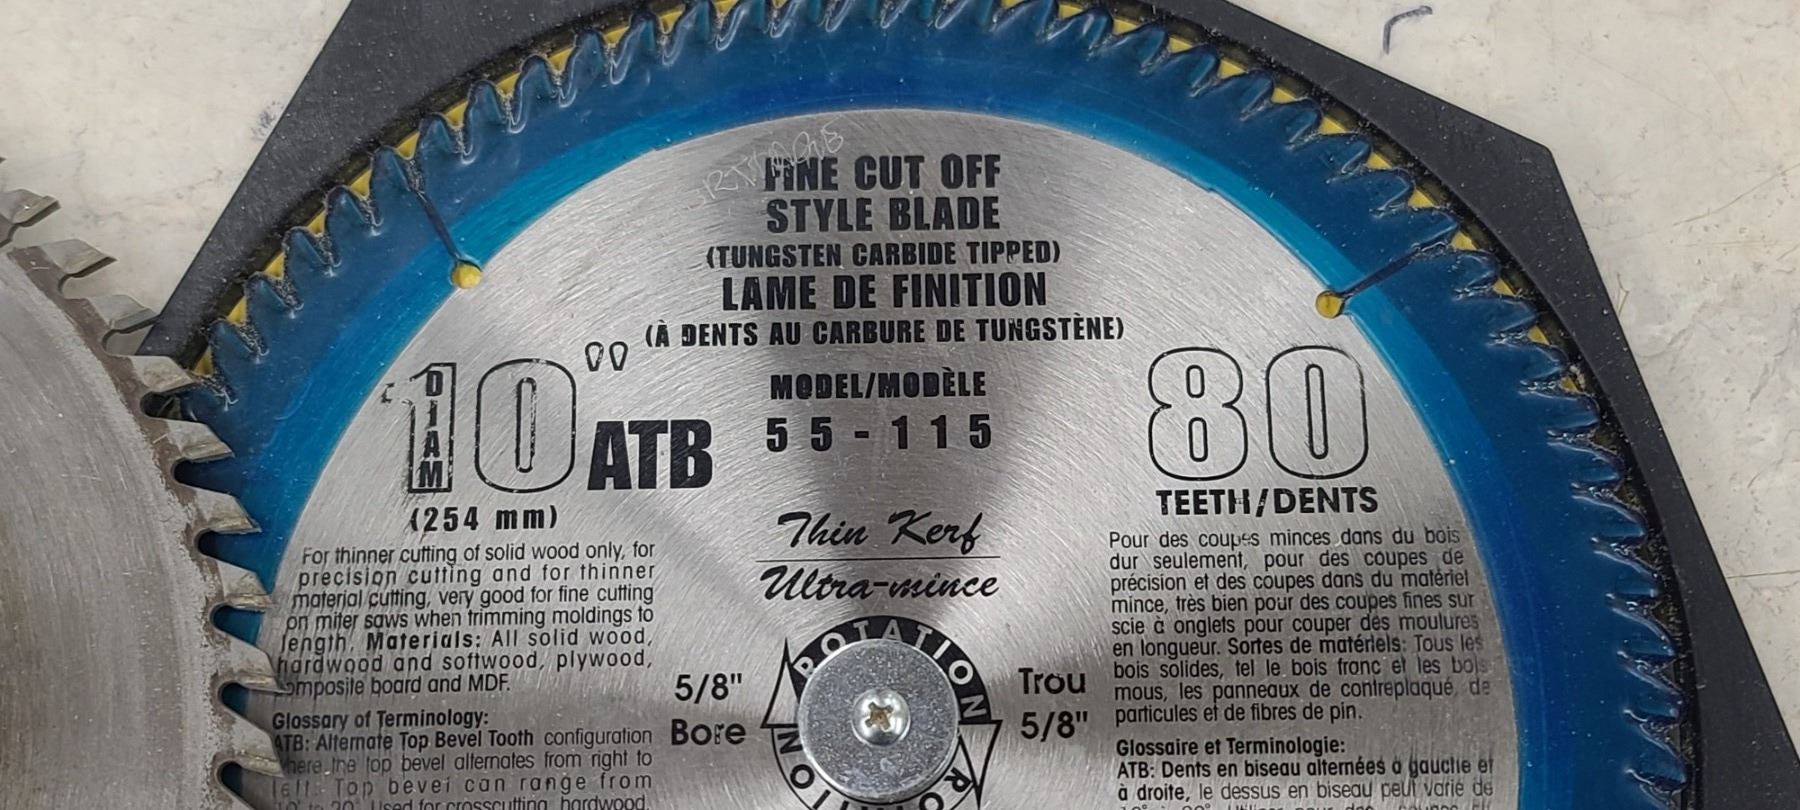 FINE CUT OFF
STYLE BLADE
(TUNGSTEN CARBIDE TIPPED)
LAME DE FINITION
(À DENTS AU CARBURE DE TUNGSTÈNE)
DIAM
10"
ATB
(254 mm)
MODEL/MODÈLE
55-115
80
TEETH/DENTS
Thin Kerf
Ultra-mince
For thinner cutting of solid wood only, for
precision cutting and for thinner
material cutting, very good for fine cutting
on miter saws when trimming moldings to
length. Materials: All solid wood,
hardwood and softwood, plywood,
composite board and MDF.
Glossary of Terminology:
ATB: Alternate Top Bevel Tooth configuration
where the top bevel alternates from right to
left. Top bevel can range from
Used for crosscutting hardwood,
5/8"
Bore
ROTATION
ROTATION
Trou
5/8"
Pour des coupes minces dans du bois
dur seulement, pour des coupes de
précision et des coupes dans du matériel
mince, très bien pour des coupes fines sur
scie à onglets pour couper des moulures
en longueur. Sortes de matériels: Tous les
bois solides, tel le bois franc et les bois
mous, les panneaux de contreplaqué, de
particules et de fibres de pin.
Glossaire et Terminologie:
ATB: Dents en biseau alternées à gauche et
à droite, le dessus en biseau peut varié de